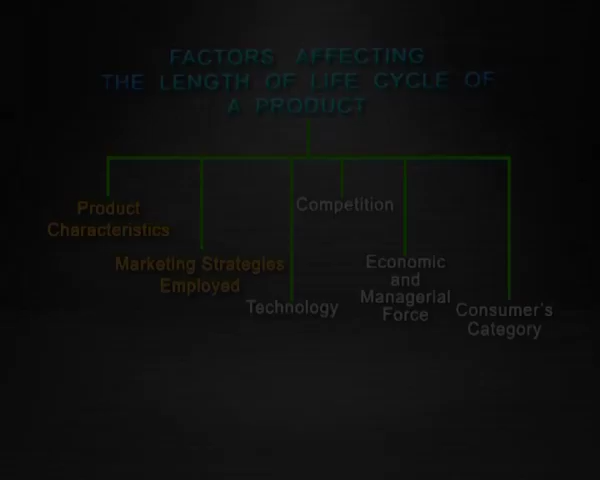 FACTORS AFFECTING
THE LENGTH OF LIFE CYCLE OF
A PRODUCT
Product
Characteristics
Marketing Strategies
Employed
Technology
Competition
Economic
and
Managerial
Force
Consumer's
Category